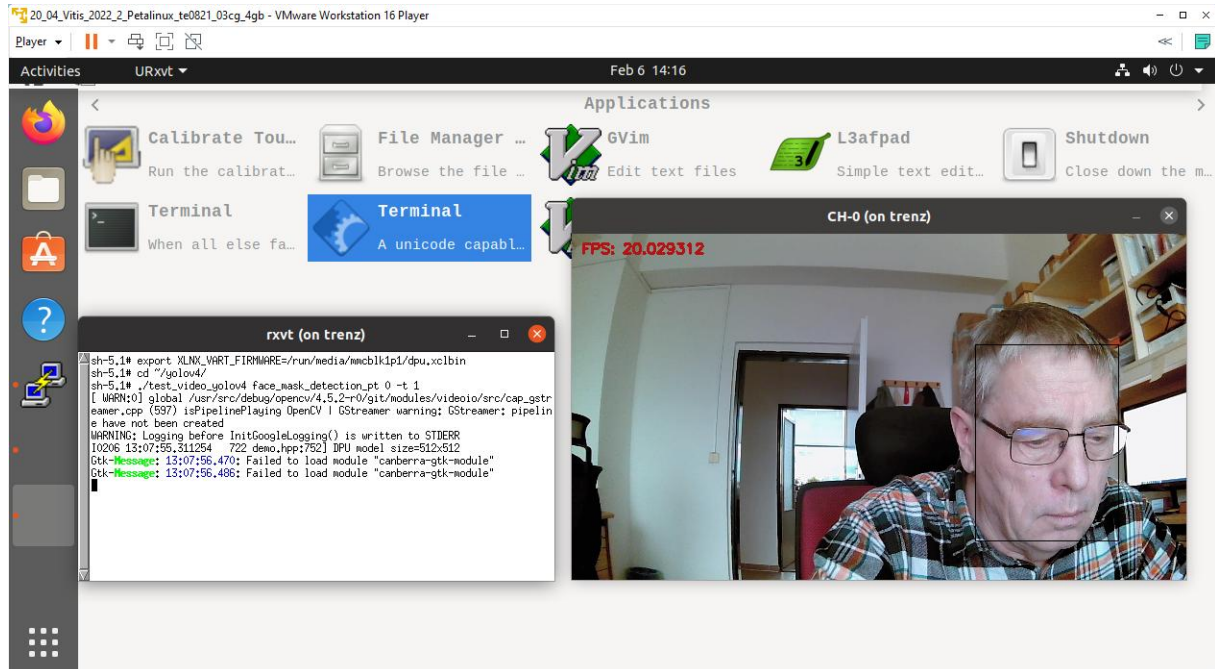 20_04_Vitis_2022_2_Petalinux_te0821_03cg_4gb - VMware Workstation 16 Player
Player
Activities
URxvt
Feb 6 14:16
Applications
Calibrate Tou…
Run the calibrat…
File Manager …
Browse the file …
GVim
Edit text files
L3afpad
Simple text edit…
Shutdown
Close down the m…
Terminal
When all else fa…
Terminal
A unicode capabl…
CH-0 (on trenz)
FPS: 20.029312
rxvt (on trenz)
sh-5.1# export XLNX_VART_FIRMWARE=/run/media/mmcblk1p1/dpu.xclbin
sh-5.1# cd ~/yolov4/
sh-5.1# ./test_video_yolov4 face_mask_detection_pt 0 -t 1
[ WARN:0] global /usr/src/debug/opencv/4.5.2-r0/git/modules/videoio/src/cap_gstr
eamer.cpp (597) isPipelinePlaying OpenCV | GStreamer warning: GStreamer: pipelin
e have not been created
WARNING: Logging before InitGoogleLogging() is written to STDERR
I0206 13:07:55.311254 722 demo.hpp:752] DPU model size=512x512
Gtk-Message: 13:07:56.470: Failed to load module "canberra-gtk-module"
Gtk-Message: 13:07:56.486: Failed to load module "canberra-gtk-module"